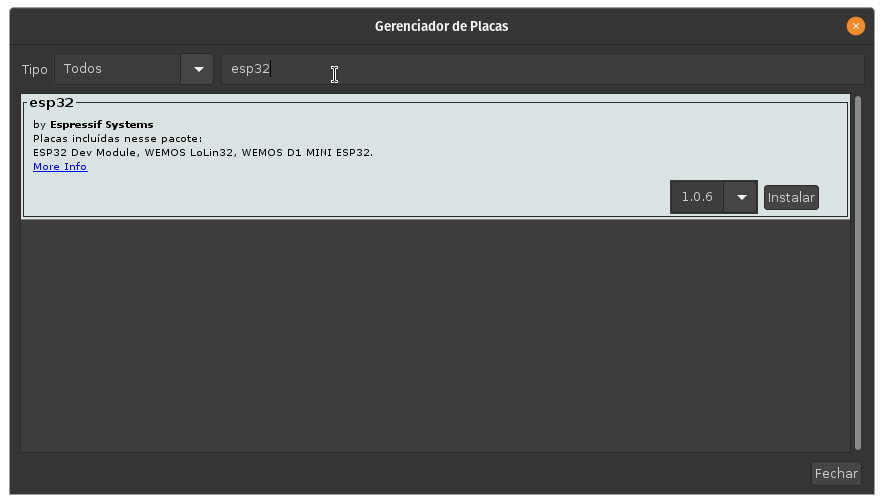 Gerenciador de Placas
Tipo Todos esp32
esp32
by Espressif Systems
Placas incluídas nesse pacote:
ESP32 Dev Module, WEMOS LoLin32, WEMOS D1 MINI ESP32.
More Info
1.0.6 Instalar
Fechar